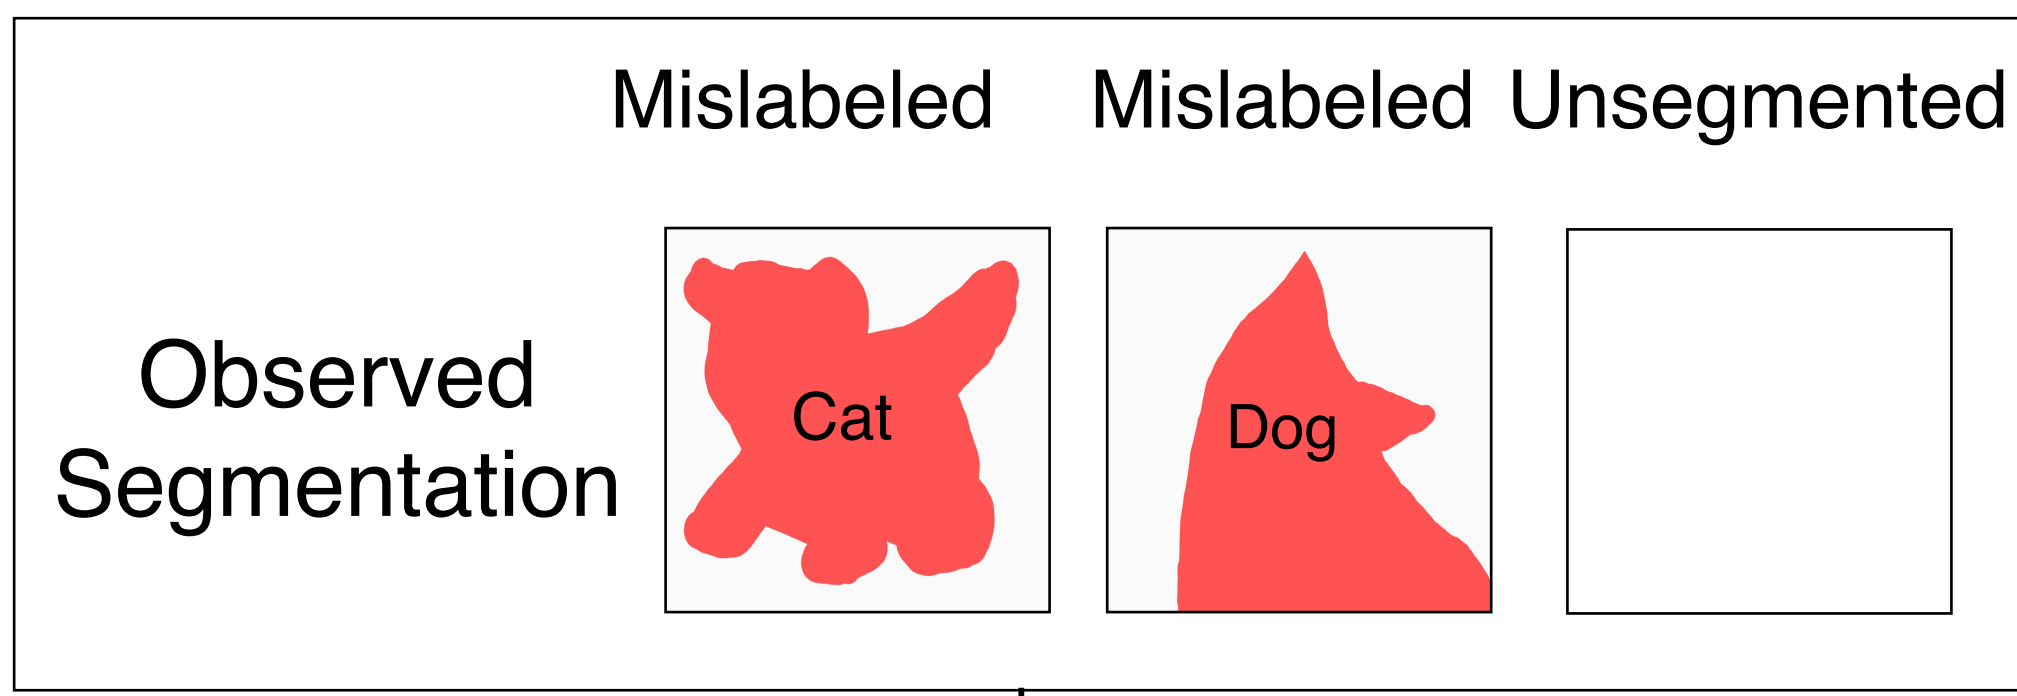 Mislabeled Mislabeled Unsegmented
Observed
Segmentation
Cat
Dog